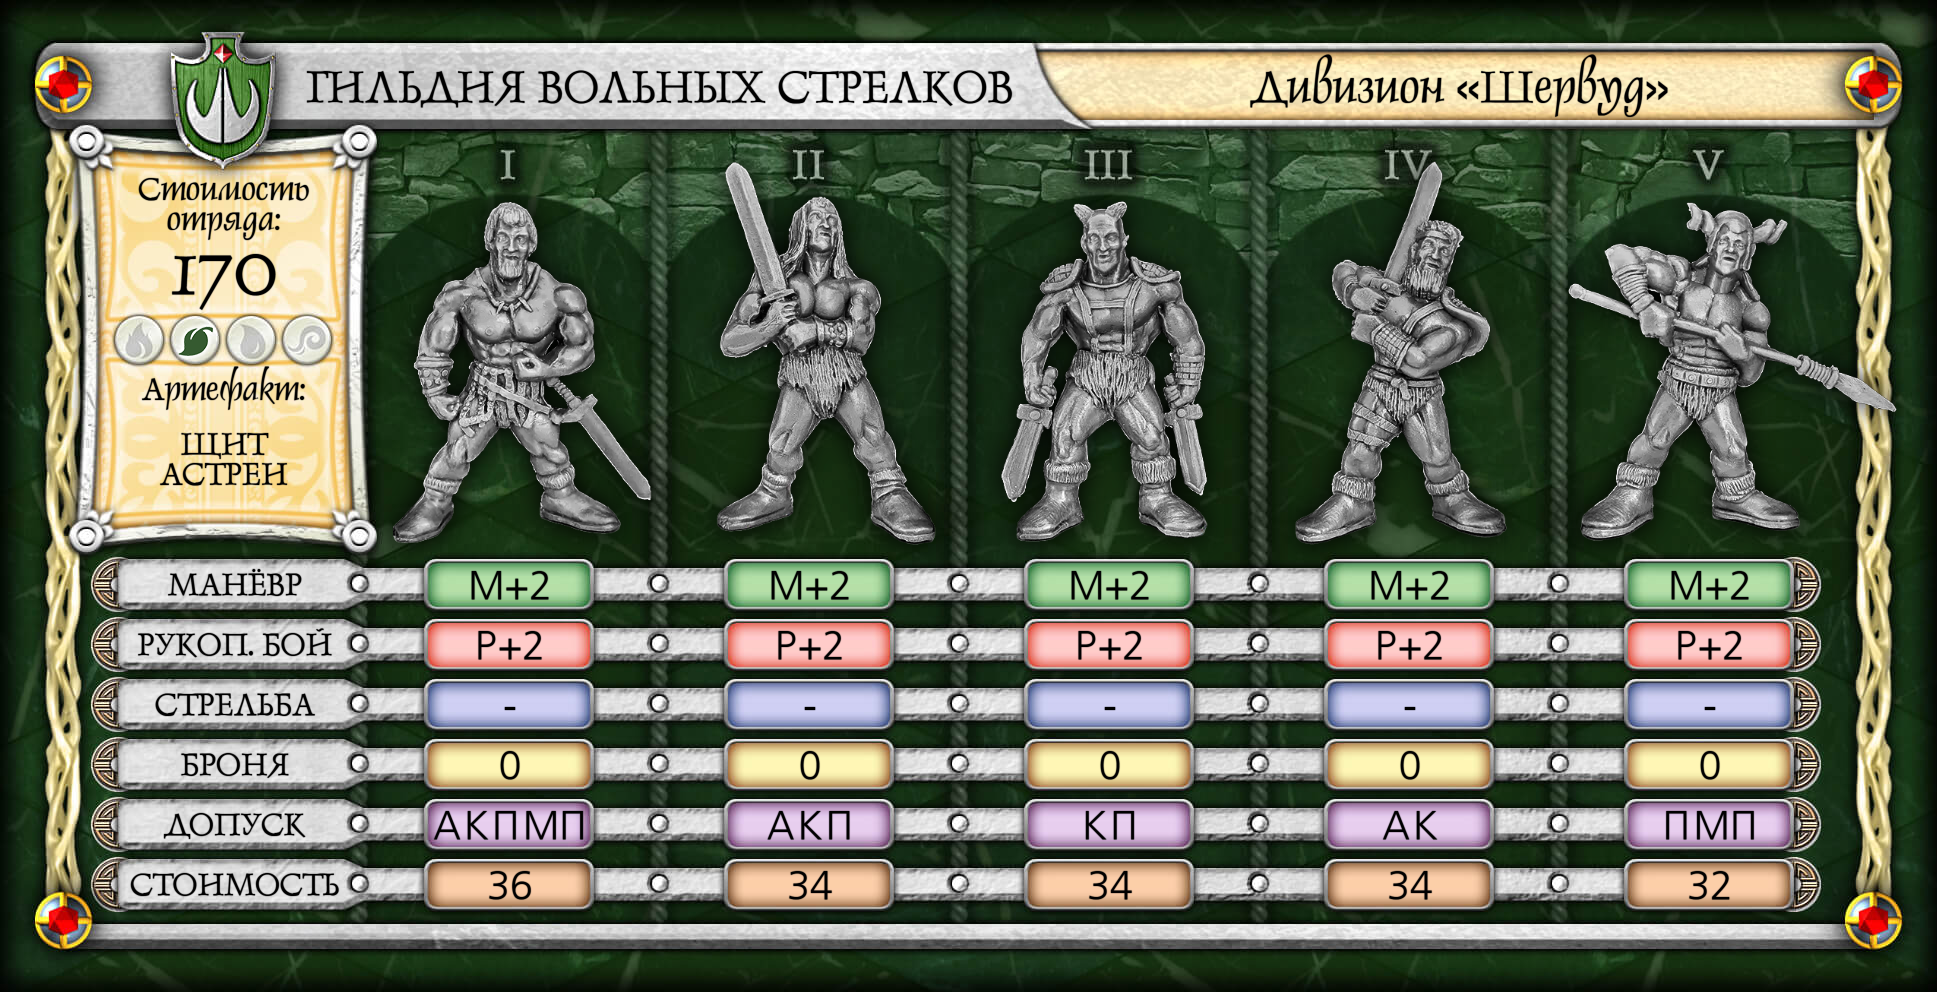 ГИЛЬДИЯ ВОЛЬНЫХ СТРЕЛКОВ
Дивизион «Шервуд»
Стоимость
отряда:
170
Артефакт:
ЩИТ
АСТРЕН
I II III IV V
МАНЁВР M+2 M+2 M+2 M+2 M+2
РУКОП. БОЙ Р+2 Р+2 Р+2 Р+2 Р+2
СТРЕЛЬБА - - - - -
БРОНЯ 0 0 0 0 0
ДОПУСК АКПМП АКП КП АК ПМП
СТОИМОСТЬ 36 34 34 34 32